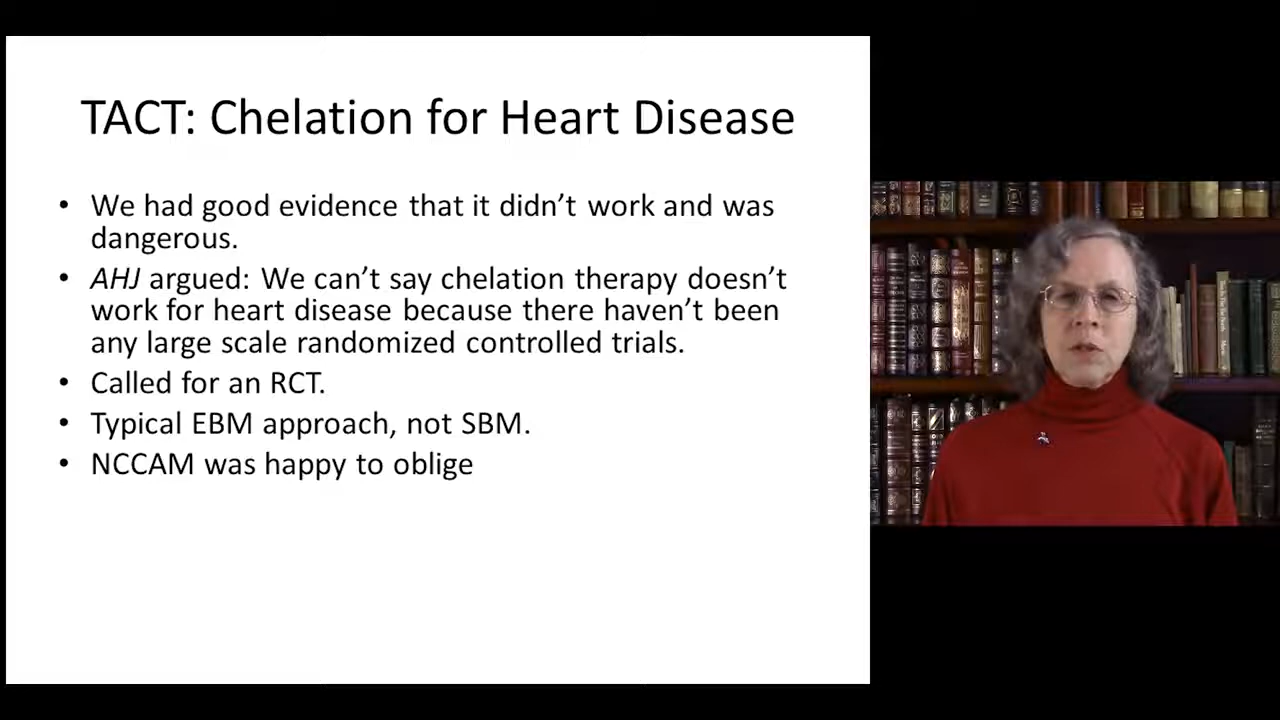 TACT: Chelation for Heart Disease
• We had good evidence that it didn’t work and was
dangerous.
• AHJ argued: We can’t say chelation therapy doesn’t
work for heart disease because there haven’t been
any large scale randomized controlled trials.
• Called for an RCT.
• Typical EBM approach, not SBM.
• NCCAM was happy to oblige